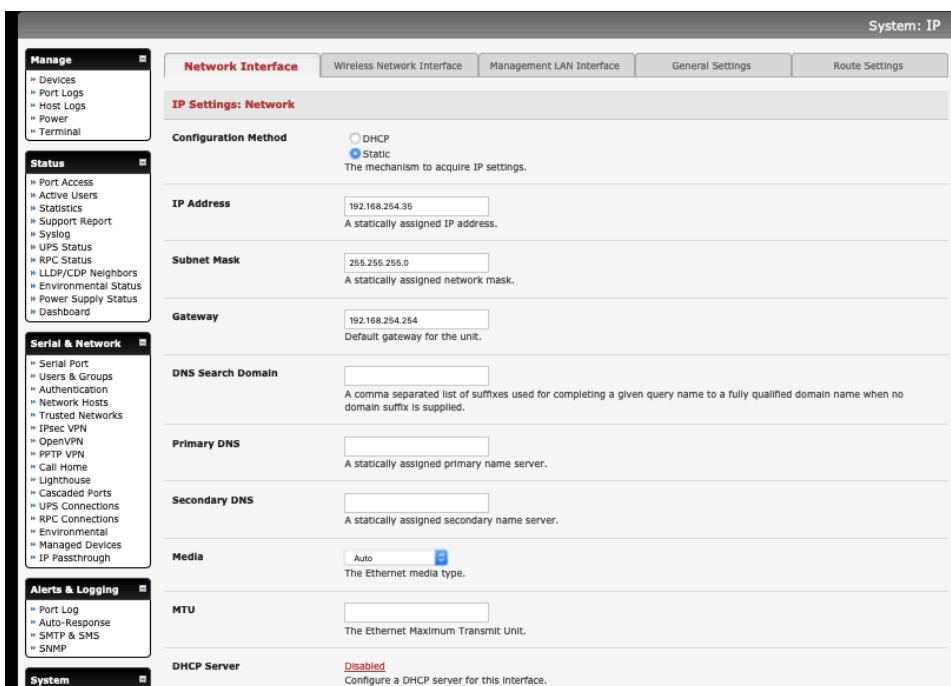 System: IP
Manage
» Devices
» Port Logs
» Host Logs
» Power
» Terminal
Status
» Port Access
» Active Users
» Statistics
» Support Report
» Syslog
» UPS Status
» RPC Status
» LLDP/CDP Neighbors
» Environmental Status
» Power Supply Status
» Dashboard
Serial & Network
» Serial Port
» Users & Groups
» Authentication
» Network Hosts
» Trusted Networks
» IPsec VPN
» OpenVPN
» PPTP VPN
» Call Home
» Lighthouse
» Cascaded Ports
» UPS Connections
» RPC Connections
» Environmental
» Managed Devices
» IP Passthrough
Alerts & Logging
» Port Log
» Auto-Response
» SMTP & SMS
» SNMP
System
Network Interface Wireless Network Interface Management LAN Interface General Settings Route Settings
IP Settings: Network
Configuration Method
DHCP
Static
The mechanism to acquire IP settings.
IP Address
192.168.254.35
A statically assigned IP address.
Subnet Mask
255.255.255.0
A statically assigned network mask.
Gateway
192.168.254.254
Default gateway for the unit.
DNS Search Domain
A comma separated list of suffixes used for completing a given query name to a fully qualified domain name when no
domain suffix is supplied.
Primary DNS
A statically assigned primary name server.
Secondary DNS
A statically assigned secondary name server.
Media
Auto
The Ethernet media type.
MTU
The Ethernet Maximum Transmit Unit.
DHCP Server
Disabled
Configure a DHCP server for this interface.